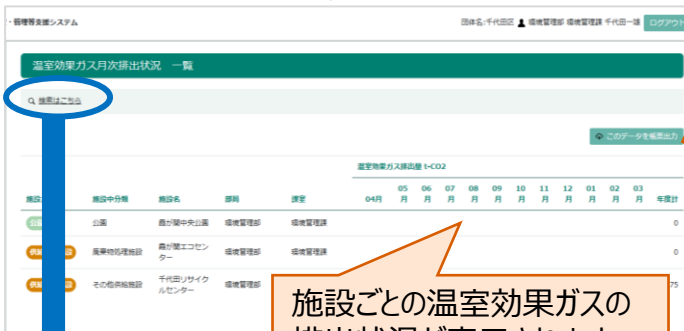 ・管理等支援システム
団体名:千代田区 環境管理部 環境管理課 千代田一雄 ログアウト
温室効果ガス月次排出状況 一覧
検索はこちら
このデータを帳票出力
温室効果ガス排出量 t-CO2
施設中分類 施設名 部局 課室 04月 05月 06月 07月 08月 09月 10月 11月 12月 01月 02月 03月 年度計
公園 霞が関中央公園 環境管理部 環境管理課 0
廃棄物処理施設 霞が関エコセンター 環境管理部 環境管理課 0
その他供給施設 千代田リサイクルセンター 環境管理部 75
施設ごとの温室効果ガスの